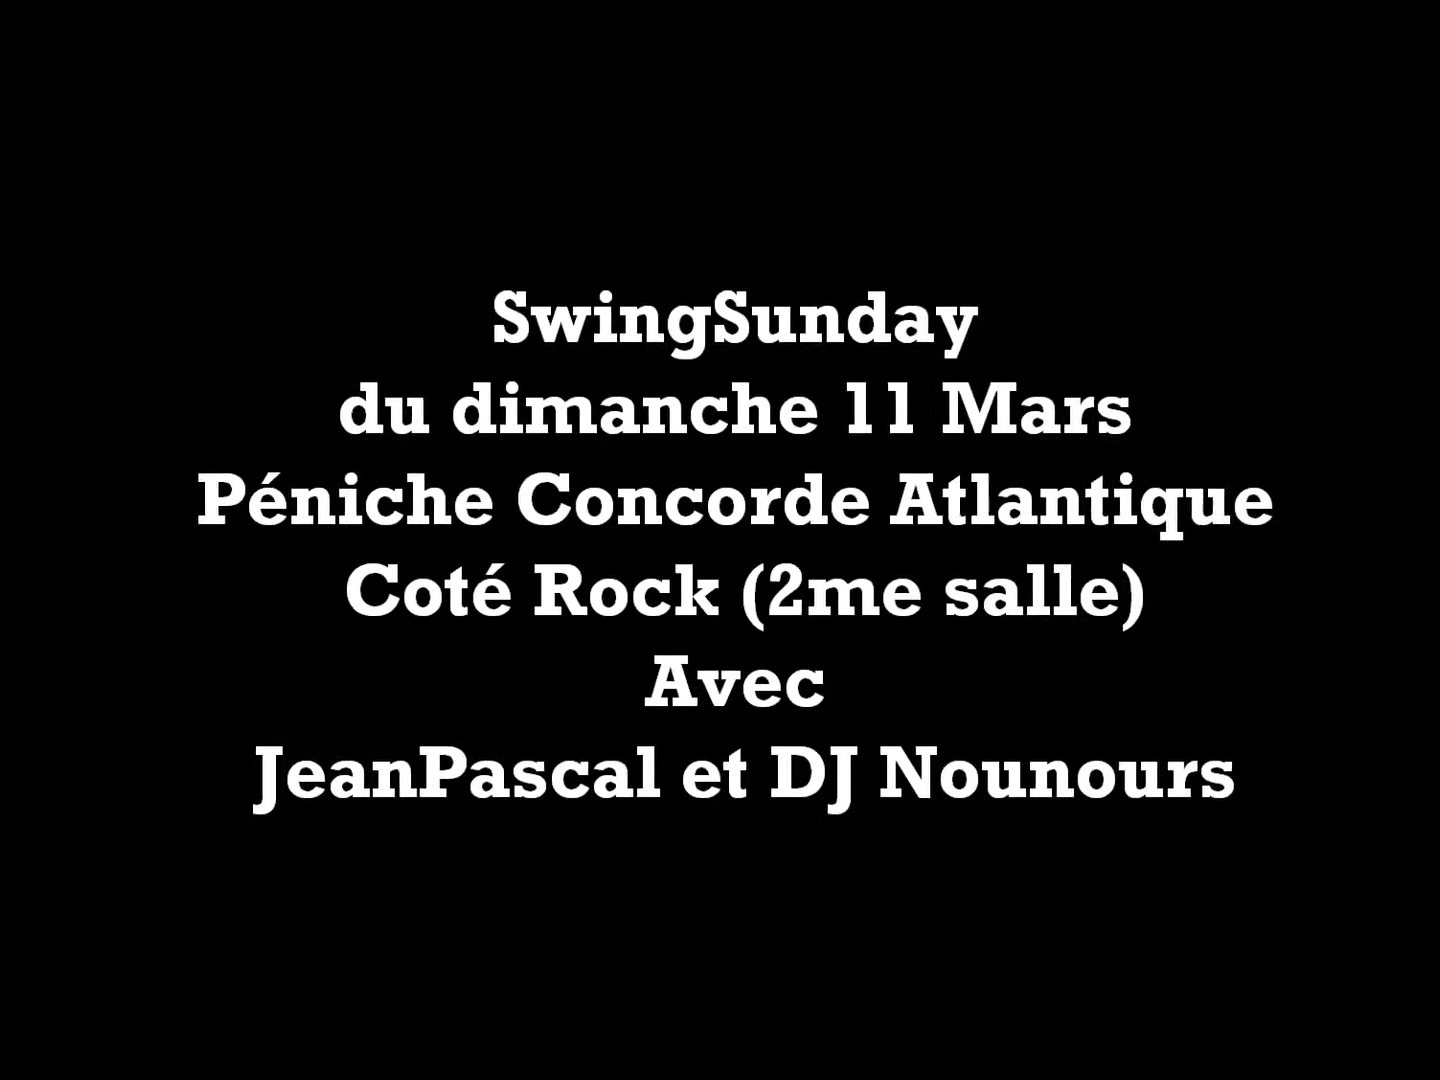 SwingSunday
du dimanche 11 Mars
Péniche Concorde Atlantique
Coté Rock (2me salle)
Avec
JeanPascal et DJ Nounours